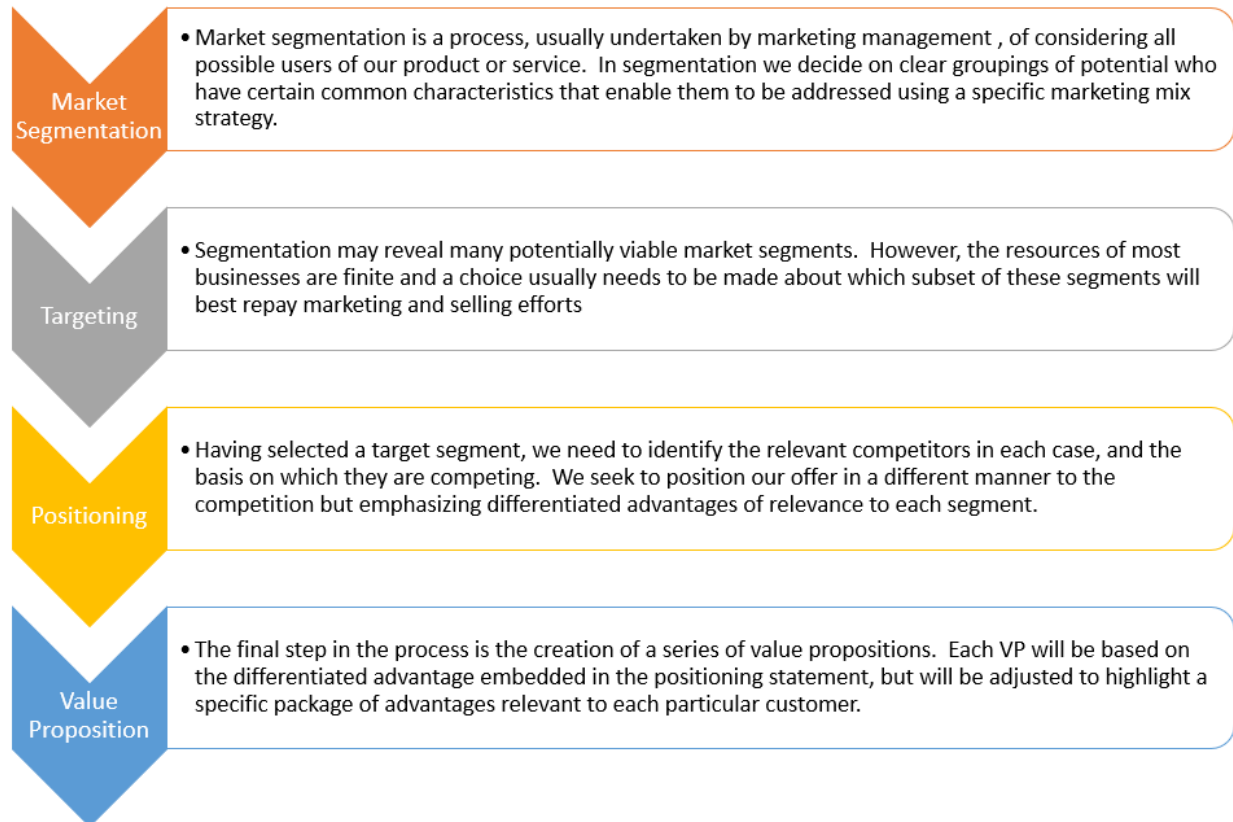 Market
Segmentation
• Market segmentation is a process, usually undertaken by marketing management , of considering all
possible users of our product or service.  In segmentation we decide on clear groupings of potential who
have certain common characteristics that enable them to be addressed using a specific marketing mix
strategy.
Targeting
• Segmentation may reveal many potentially viable market segments.  However, the resources of most
businesses are finite and a choice usually needs to be made about which subset of these segments will
best repay marketing and selling efforts
Positioning
• Having selected a target segment, we need to identify the relevant competitors in each case, and the
basis on which they are competing.  We seek to position our offer in a different manner to the
competition but emphasizing differentiated advantages of relevance to each segment.
Value
Proposition
• The final step in the process is the creation of a series of value propositions.  Each VP will be based on
the differentiated advantage embedded in the positioning statement, but will be adjusted to highlight a
specific package of advantages relevant to each particular customer.